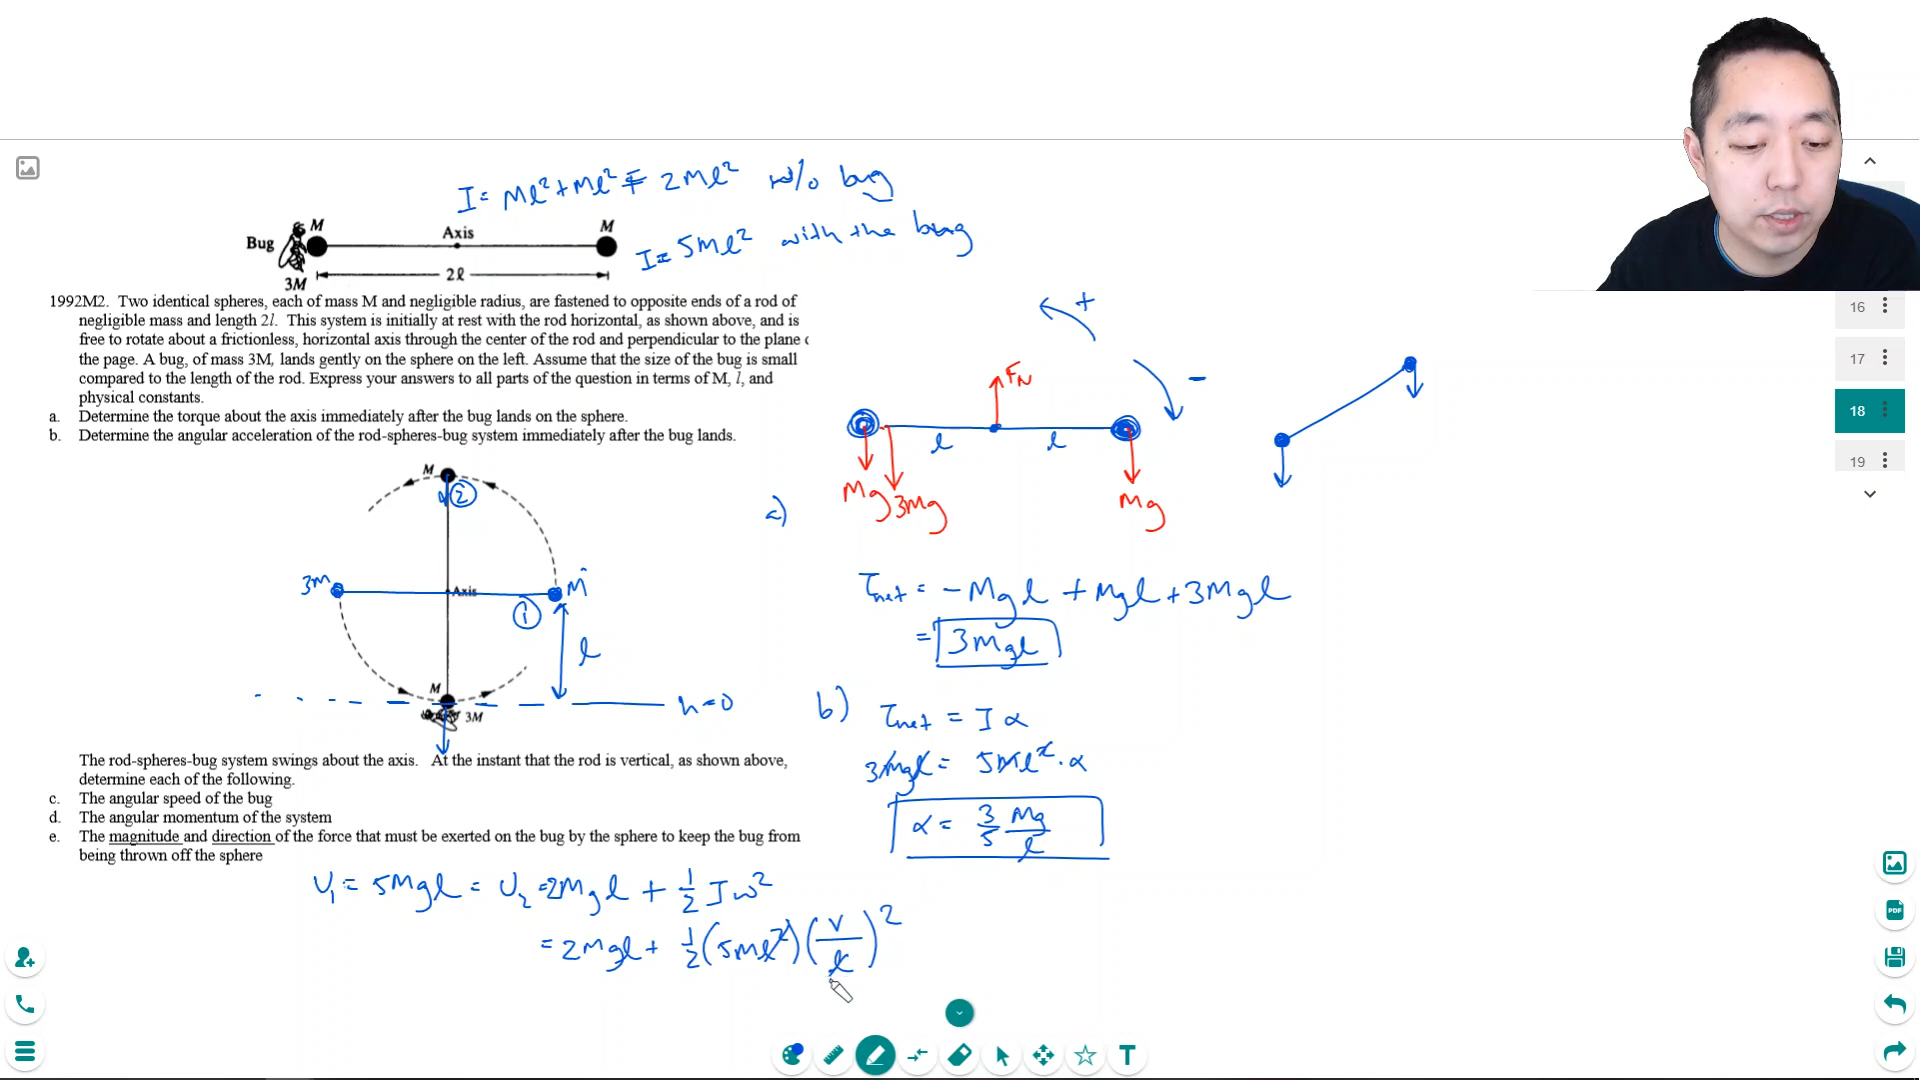 I = Ml² + Ml² = 2Ml² w/o bug
I = 5Ml² with the bug
Bug M Axis M
3M 2ℓ
1992M2. Two identical spheres, each of mass M and negligible radius, are fastened to opposite ends of a rod of
negligible mass and length 2l. This system is initially at rest with the rod horizontal, as shown above, and is
free to rotate about a frictionless, horizontal axis through the center of the rod and perpendicular to the plane
the page. A bug, of mass 3M, lands gently on the sphere on the left. Assume that the size of the bug is small
compared to the length of the rod. Express your answers to all parts of the question in terms of M, l, and
physical constants.
a. Determine the torque about the axis immediately after the bug lands on the sphere.
b. Determine the angular acceleration of the rod-spheres-bug system immediately after the bug lands.
M
②
3M Axis M
①
l
M
h=0
3M
The rod-spheres-bug system swings about the axis. At the instant that the rod is vertical, as shown above,
determine each of the following.
c. The angular speed of the bug
d. The angular momentum of the system
e. The magnitude and direction of the force that must be exerted on the bug by the sphere to keep the bug from
being thrown off the sphere
U₁ = 5Mgl = U₂ = 2Mgl + ½ Iω²
= 2Mgl + ½ (5Ml²)(v/l)²
+
-
FN
l l
Mg 3Mg Mg
a)
τnet = -Mgl + Mgl + 3Mgl
= 3Mgl
b) τnet = Iα
3Mgl = 5Ml² · α
α = 3/5 Mg/l
16
17
18
19
PDF
T